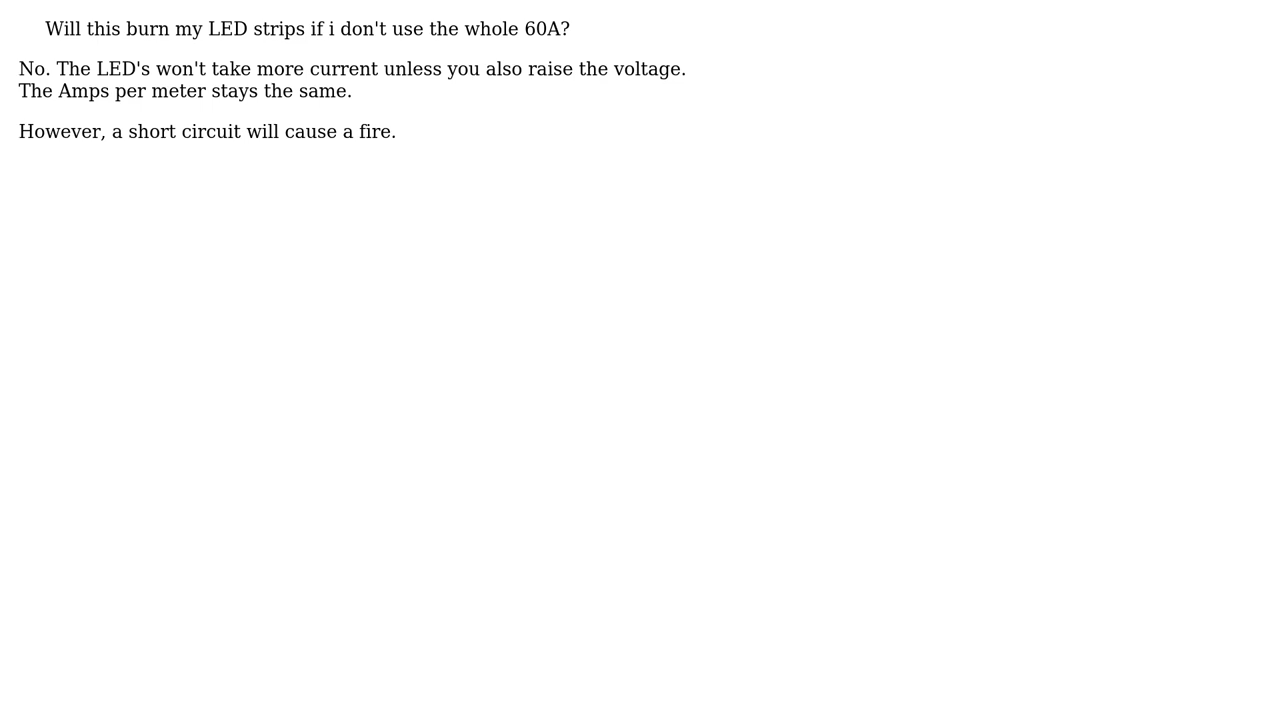 Will this burn my LED strips if i don't use the whole 60A?
No. The LED's won't take more current unless you also raise the voltage.
The Amps per meter stays the same.
However, a short circuit will cause a fire.